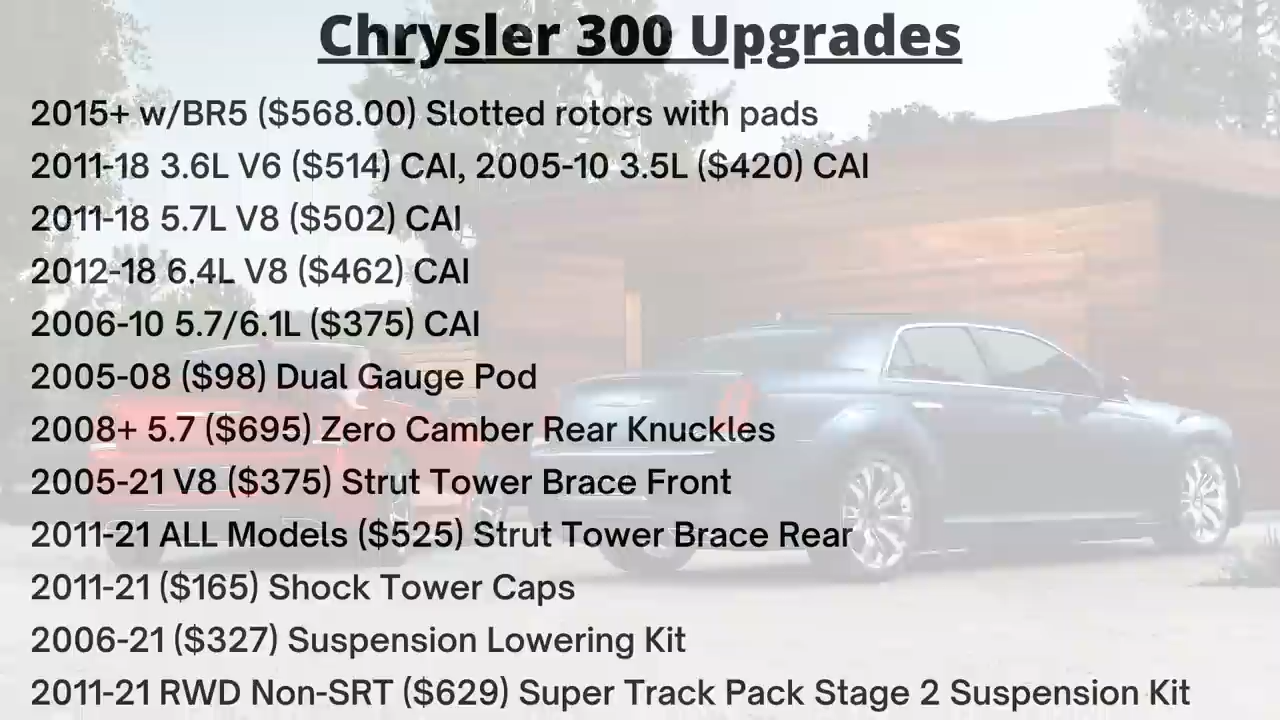 Chrysler 300 Upgrades
2015+ w/BR5 ($568.00) Slotted rotors with pads
2011-18 3.6L V6 ($514) CAI, 2005-10 3.5L ($420) CAI
2011-18 5.7L V8 ($502) CAI
2012-18 6.4L V8 ($462) CAI
2006-10 5.7/6.1L ($375) CAI
2005-08 ($98) Dual Gauge Pod
2008+ 5.7 ($695) Zero Camber Rear Knuckles
2005-21 V8 ($375) Strut Tower Brace Front
2011-21 ALL Models ($525) Strut Tower Brace Rear
2011-21 ($165) Shock Tower Caps
2006-21 ($327) Suspension Lowering Kit
2011-21 RWD Non-SRT ($629) Super Track Pack Stage 2 Suspension Kit